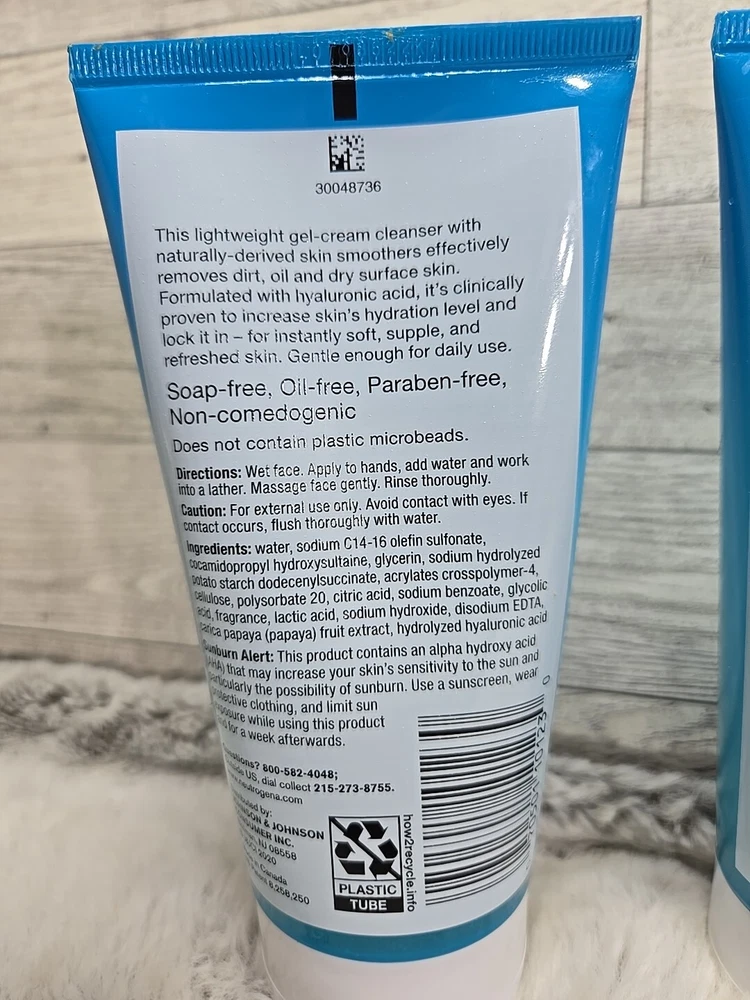 30048736
This lightweight gel-cream cleanser with
naturally-derived skin smoothers effectively
removes dirt, oil and dry surface skin.
Formulated with hyaluronic acid, it's clinically
proven to increase skin's hydration level and
lock it in – for instantly soft, supple, and
refreshed skin. Gentle enough for daily use.
Soap-free, Oil-free, Paraben-free,
Non-comedogenic
Does not contain plastic microbeads.
Directions: Wet face. Apply to hands, add water and work
into a lather. Massage face gently. Rinse thoroughly.
Caution: For external use only. Avoid contact with eyes. If
contact occurs, flush thoroughly with water.
Ingredients: water, sodium C14-16 olefin sulfonate,
cocamidopropyl hydroxysultaine, glycerin, sodium hydrolyzed
potato starch dodecenylsuccinate, acrylates crosspolymer-4,
cellulose, polysorbate 20, citric acid, sodium benzoate, glycolic
acid, fragrance, lactic acid, sodium hydroxide, disodium EDTA,
carica papaya (papaya) fruit extract, hydrolyzed hyaluronic acid
Sunburn Alert: This product contains an alpha hydroxy acid
(AHA) that may increase your skin's sensitivity to the sun and
particularly the possibility of sunburn. Use a sunscreen, wear
protective clothing, and limit sun
exposure while using this product
and for a week afterwards.
Questions? 800-582-4048;
US, dial collect 215-273-8755.
www.neutrogena.com
by:
JOHNSON & JOHNSON
CONSUMER INC.
NJ 08558
2020
in Canada
8,258,250
PLASTIC
TUBE
how2recycle.info
0